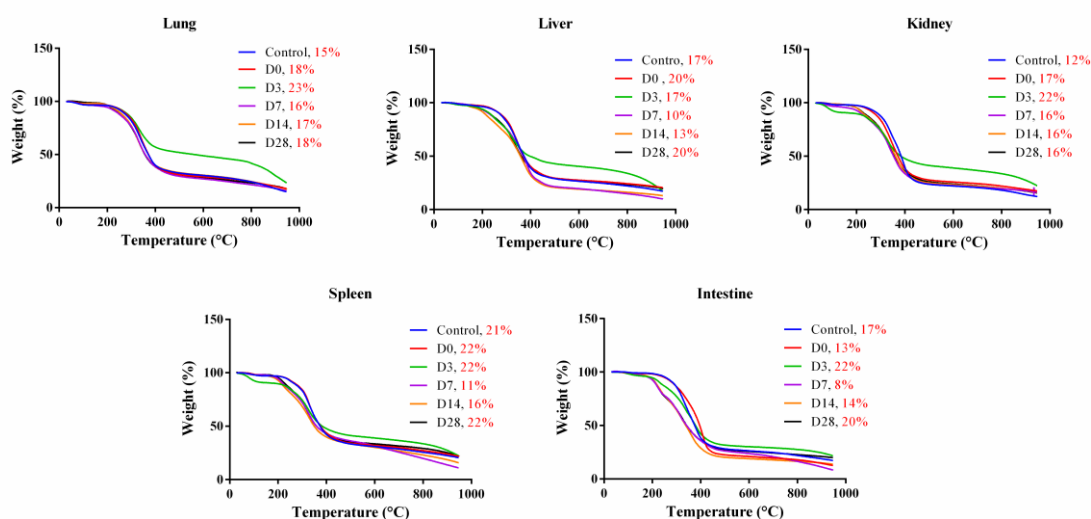 Lung
150
100
50
0
Weight (%)
0 200 400 600 800 1000
Temperature (°C)
Control, 15%
D0, 18%
D3, 23%
D7, 16%
D14, 17%
D28, 18%
Liver
150
100
50
0
Weight (%)
0 200 400 600 800 1000
Temperature (°C)
Contro, 17%
D0 , 20%
D3, 17%
D7, 10%
D14, 13%
D28, 20%
Kidney
150
100
50
0
Weight (%)
0 200 400 600 800 1000
Temperature (°C)
Control, 12%
D0, 17%
D3, 22%
D7, 16%
D14, 16%
D28, 16%
Spleen
150
100
50
0
Weight (%)
0 200 400 600 800 1000
Temperature (°C)
Control, 21%
D0, 22%
D3, 22%
D7, 11%
D14, 16%
D28, 22%
Intestine
150
100
50
0
Weight (%)
0 200 400 600 800 1000
Temperature (°C)
Control, 17%
D0, 13%
D3, 22%
D7, 8%
D14, 14%
D28, 20%